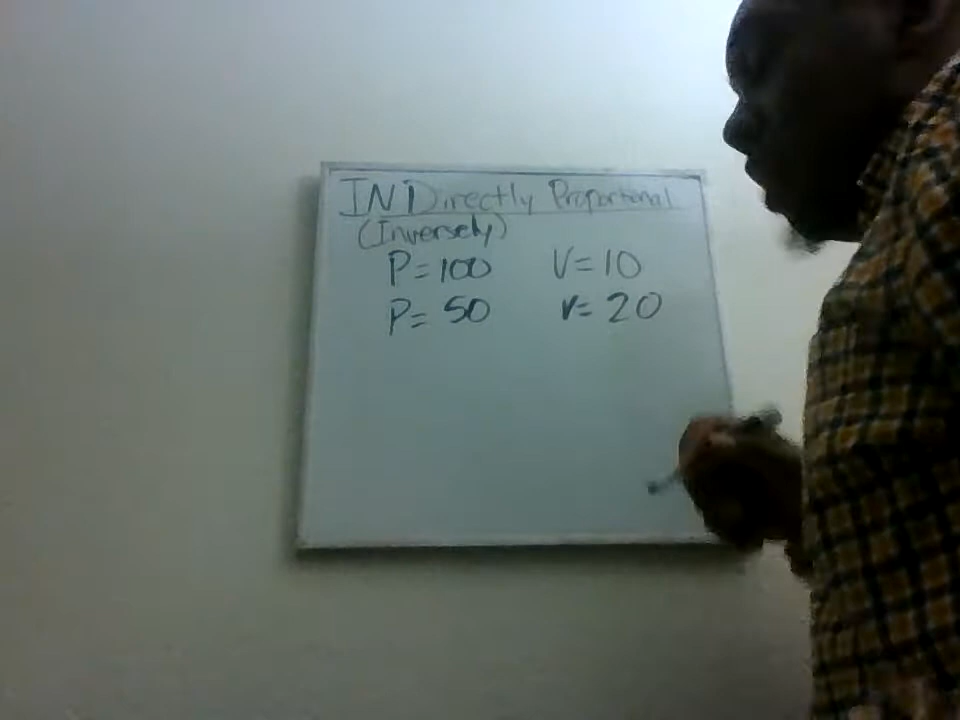 INDirectly Proportional
(Inversely)
P=100 V=10
P=50 V=20